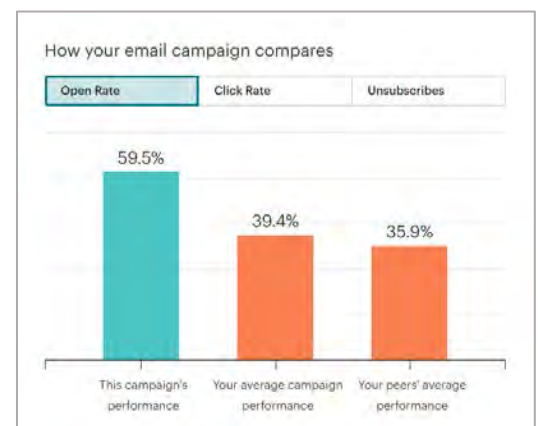 How your email campaign compares
Open Rate Click Rate Unsubscribes
59.5%
39.4%
35.9%
This campaign's Your average campaign Your peers' average
performance performance performance